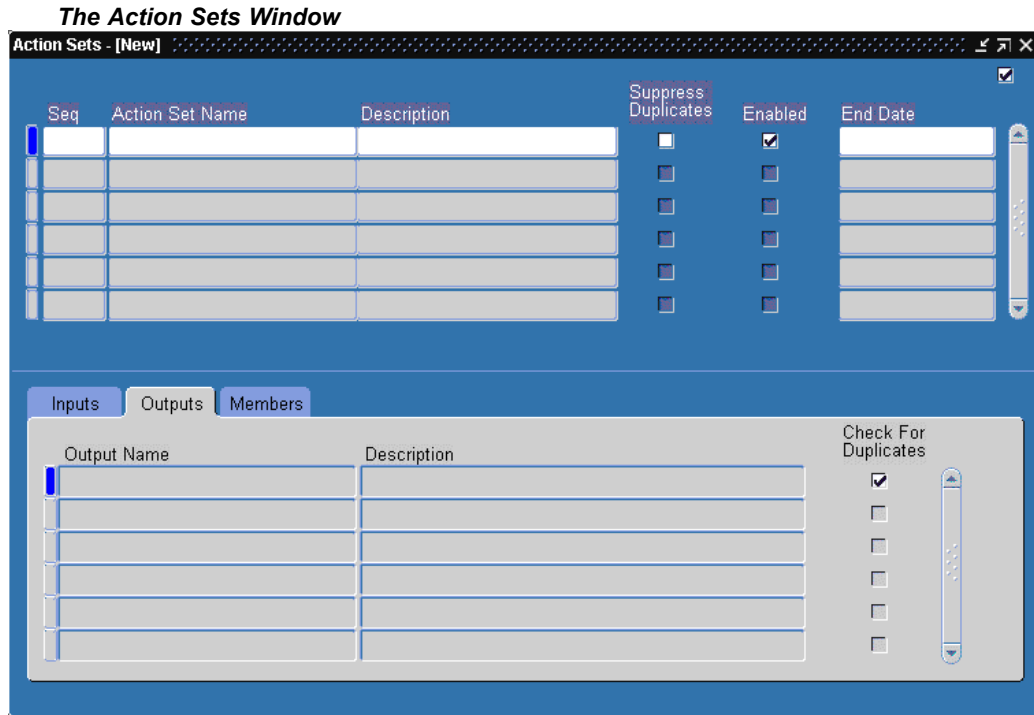 The Action Sets Window
Action Sets - [New]
Seq Action Set Name Description Suppress Duplicates Enabled End Date
Inputs Outputs Members
Output Name Description Check For Duplicates